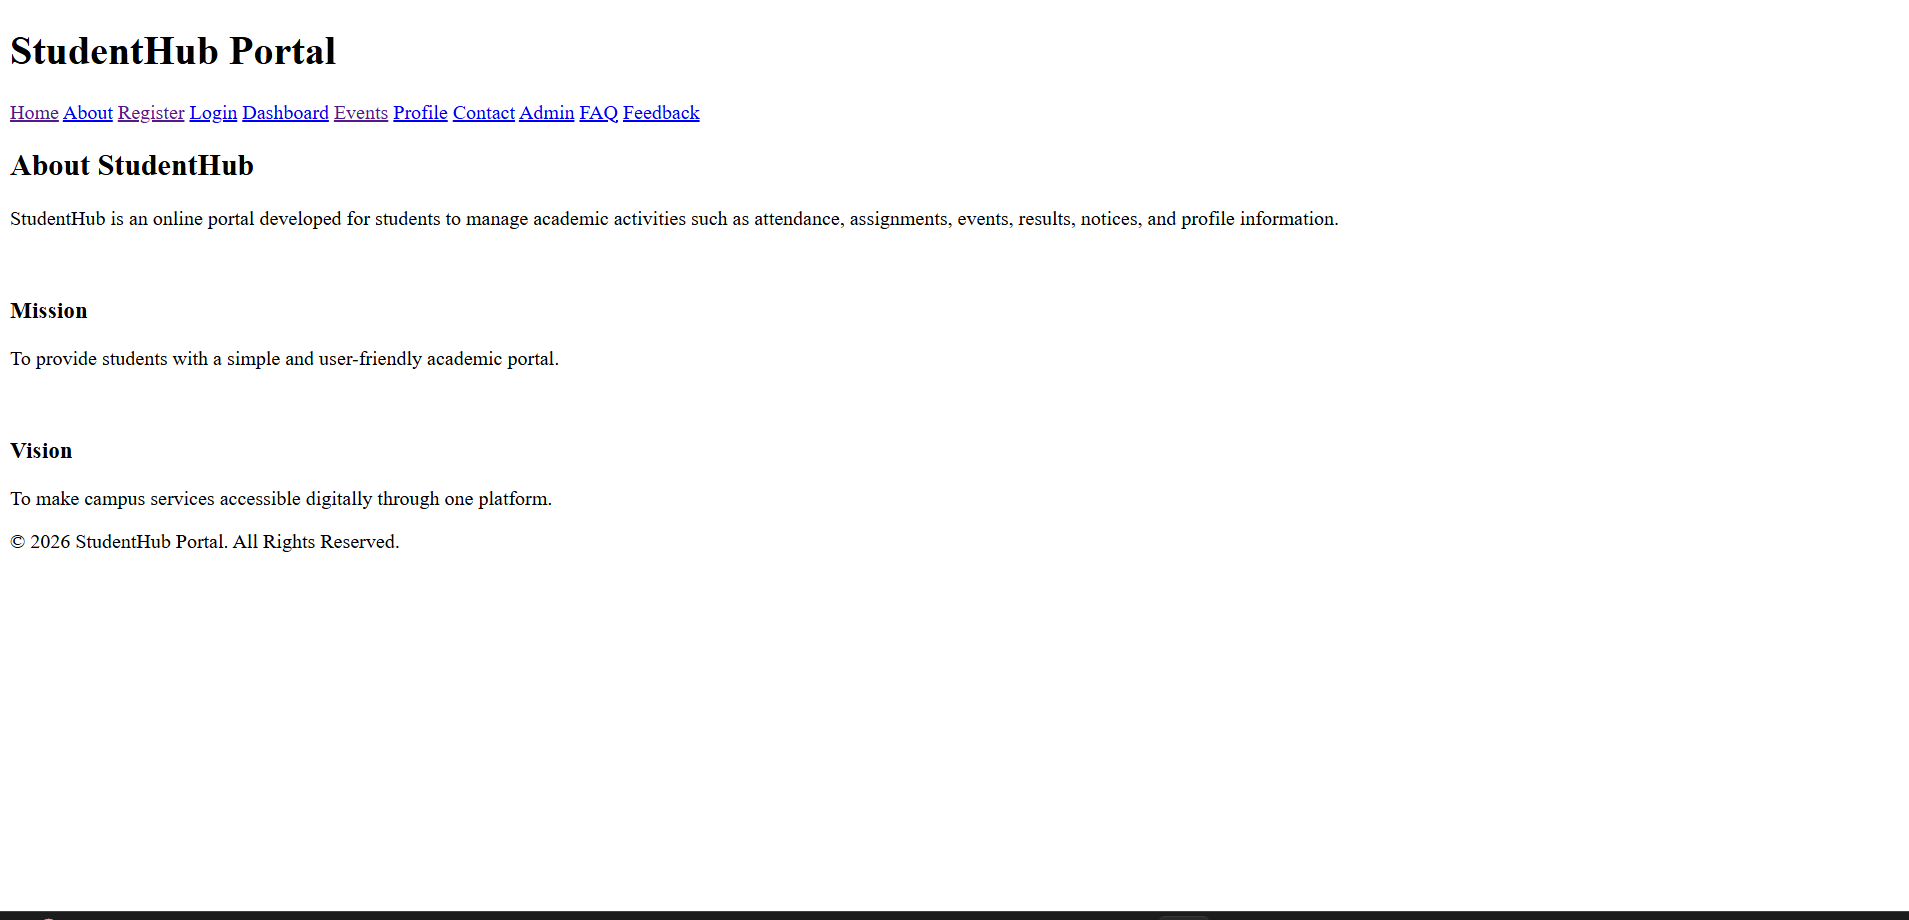 StudentHub Portal
Home About Register Login Dashboard Events Profile Contact Admin FAQ Feedback
About StudentHub
StudentHub is an online portal developed for students to manage academic activities such as attendance, assignments, events, results, notices, and profile information.
Mission
To provide students with a simple and user-friendly academic portal.
Vision
To make campus services accessible digitally through one platform.
© 2026 StudentHub Portal. All Rights Reserved.